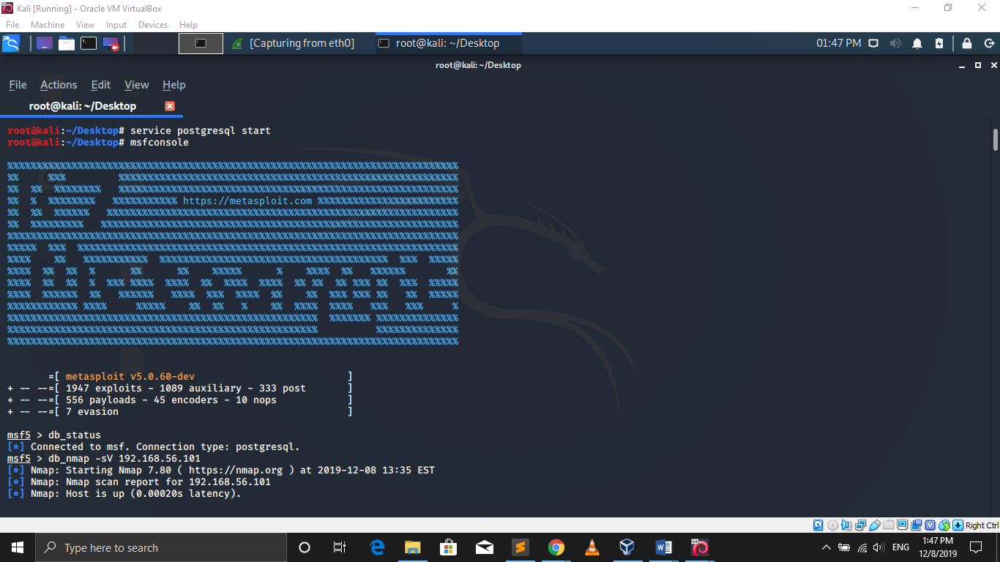 Kali [Running] - Oracle VM VirtualBox
File Machine View Input Devices Help
[Capturing from eth0] root@kali: ~/Desktop 01:47 PM
root@kali: ~/Desktop
File Actions Edit View Help
root@kali: ~/Desktop
root@kali:~/Desktop# service postgresql start
root@kali:~/Desktop# msfconsole
https://metasploit.com
=[ metasploit v5.0.60-dev ]
+ -- --=[ 1947 exploits - 1089 auxiliary - 333 post ]
+ -- --=[ 556 payloads - 45 encoders - 10 nops ]
+ -- --=[ 7 evasion ]
msf5 > db_status
[*] Connected to msf. Connection type: postgresql.
msf5 > db_nmap -sV 192.168.56.101
[*] Nmap: Starting Nmap 7.80 ( https://nmap.org ) at 2019-12-08 13:35 EST
[*] Nmap: Nmap scan report for 192.168.56.101
[*] Nmap: Host is up (0.00020s latency).
Right Ctrl
Type here to search
ENG
1:47 PM
12/8/2019